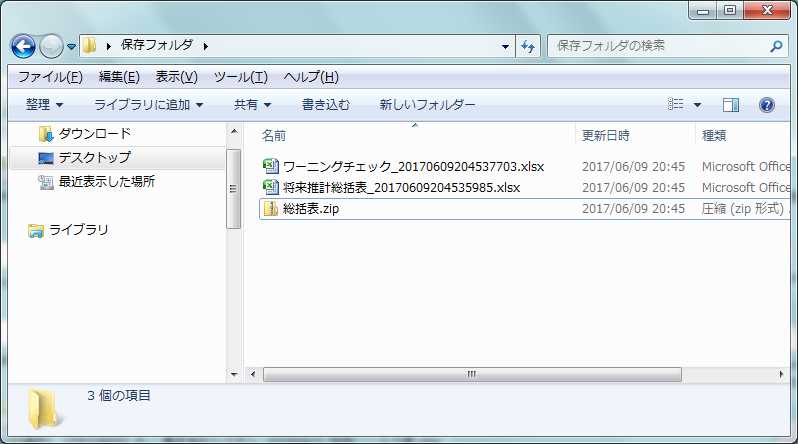 保存フォルダ
保存フォルダの検索
ファイル(F) 編集(E) 表示(V) ツール(T) ヘルプ(H)
整理 ライブラリに追加 共有 書き込む 新しいフォルダー
名前 更新日時 種類
ダウンロード
デスクトップ
最近表示した場所
ライブラリ
ワーニングチェック_20170609204537703.xlsx 2017/06/09 20:45 Microsoft Office
将来推計総括表_20170609204535985.xlsx 2017/06/09 20:45 Microsoft Office
総括表.zip 2017/06/09 20:45 圧縮 (zip 形式) .
3 個の項目